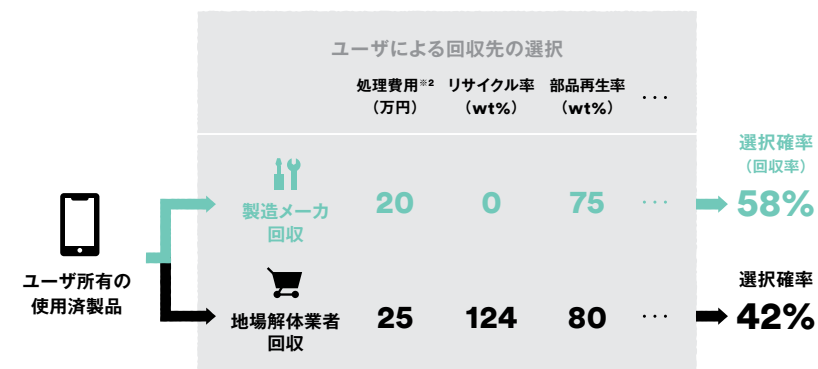 ユーザによる回収先の選択
処理費用※2 リサイクル率 部品再生率 ···
（万円） （wt%） （wt%）
選択確率
（回収率）
製造メーカ
回収
20 0 75 ··· 58%
ユーザ所有の
使用済製品
選択確率
地場解体業者
回収
25 124 80 ··· 42%